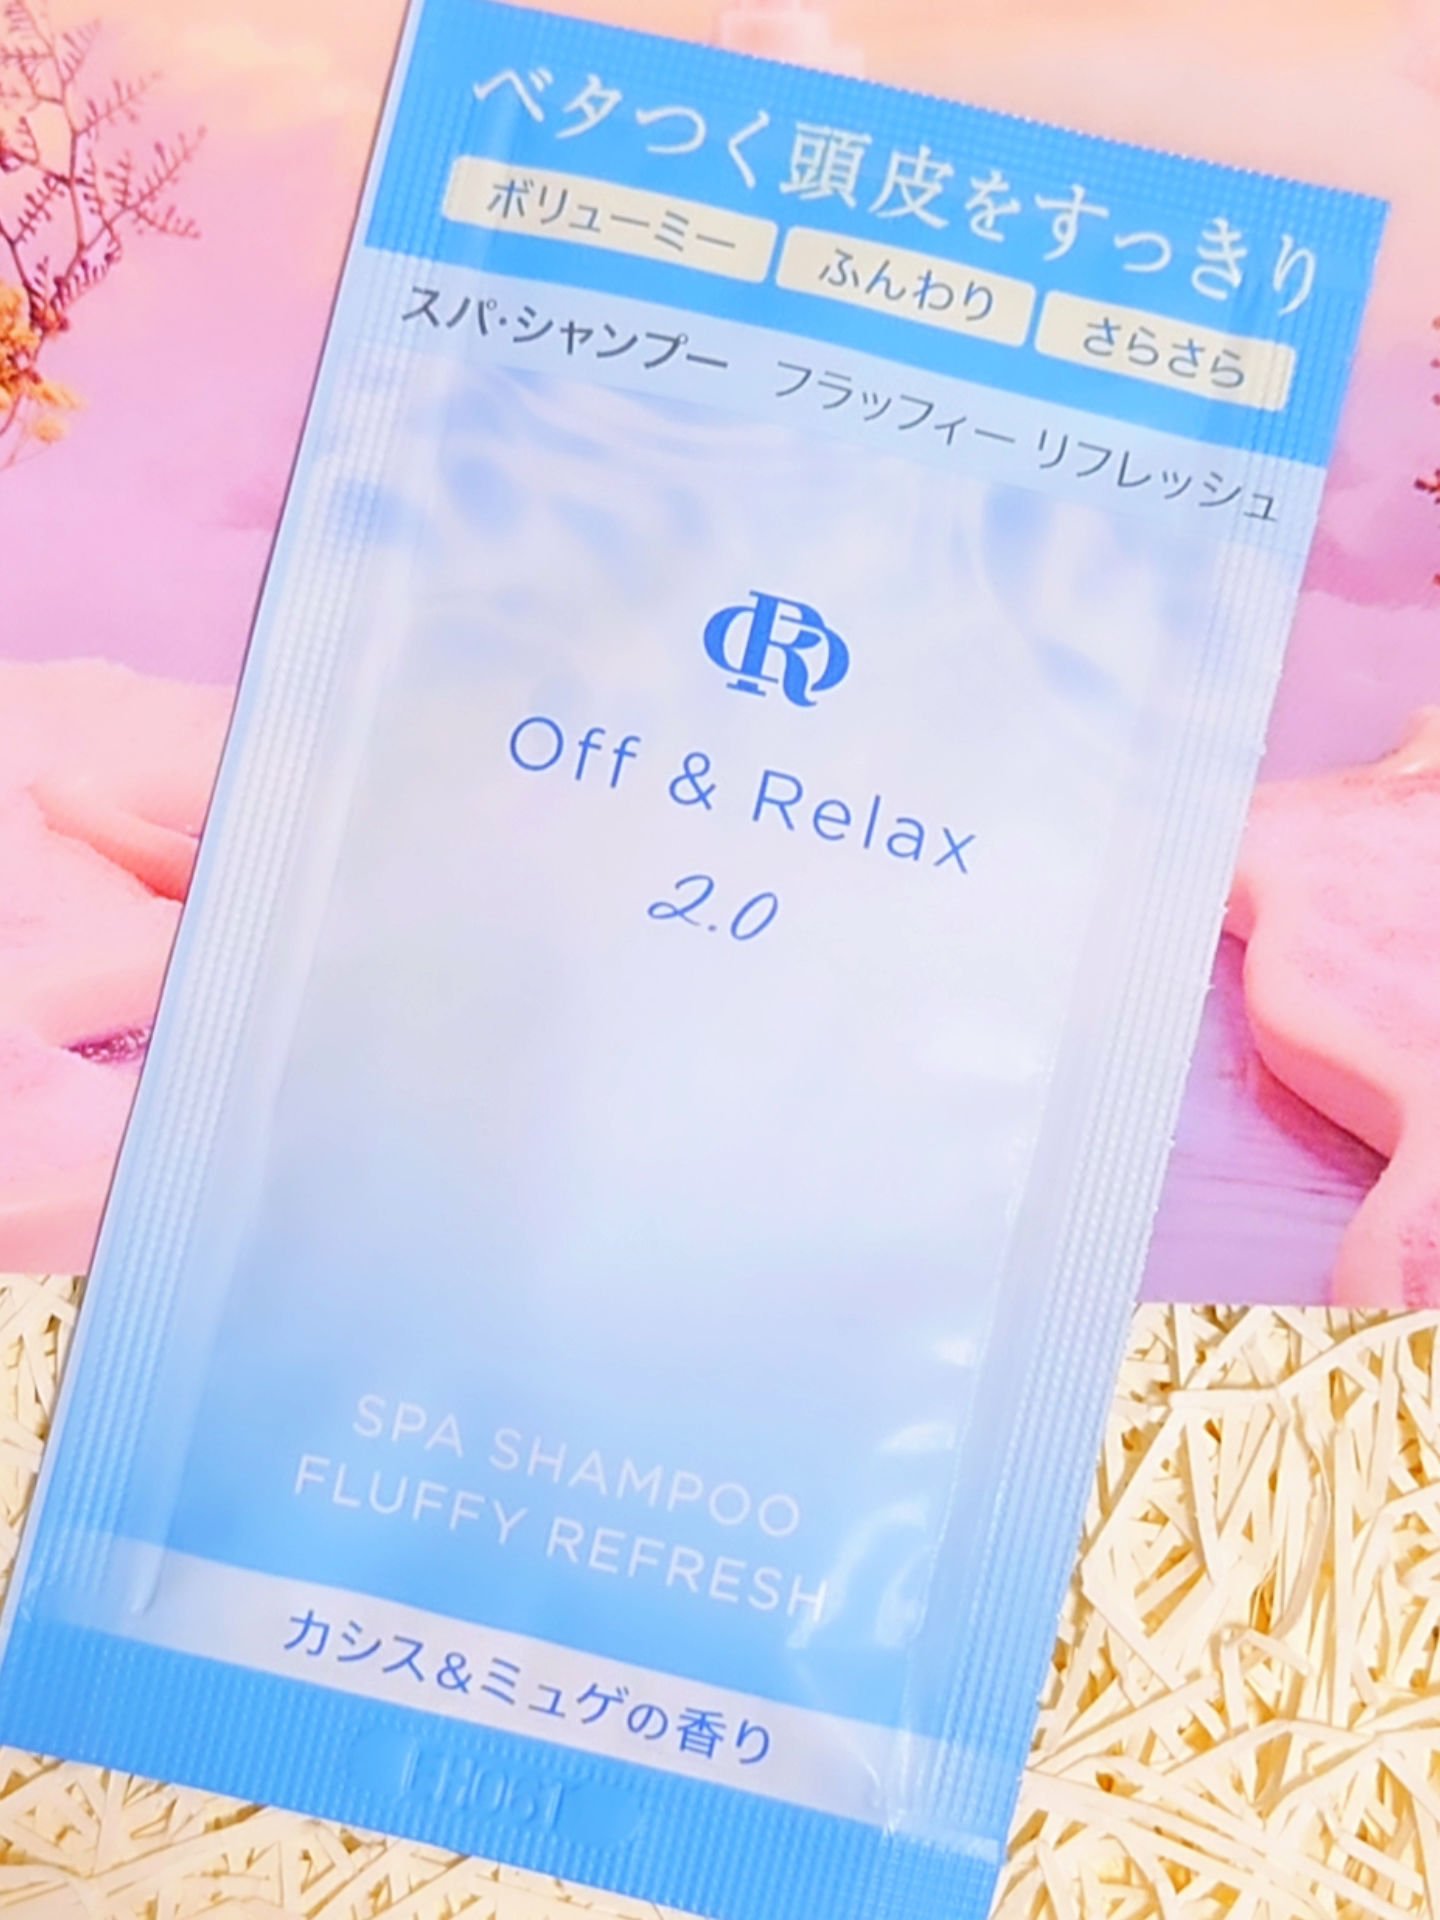 ベタつく頭皮をすっきり
ボリューミー ふんわり さらさら
スパ・シャンプー フラッフィー リフレッシュ
Off & Relax
2.0
SPA SHAMPOO
FLUFFY REFRESH
カシス&ミュゲの香り